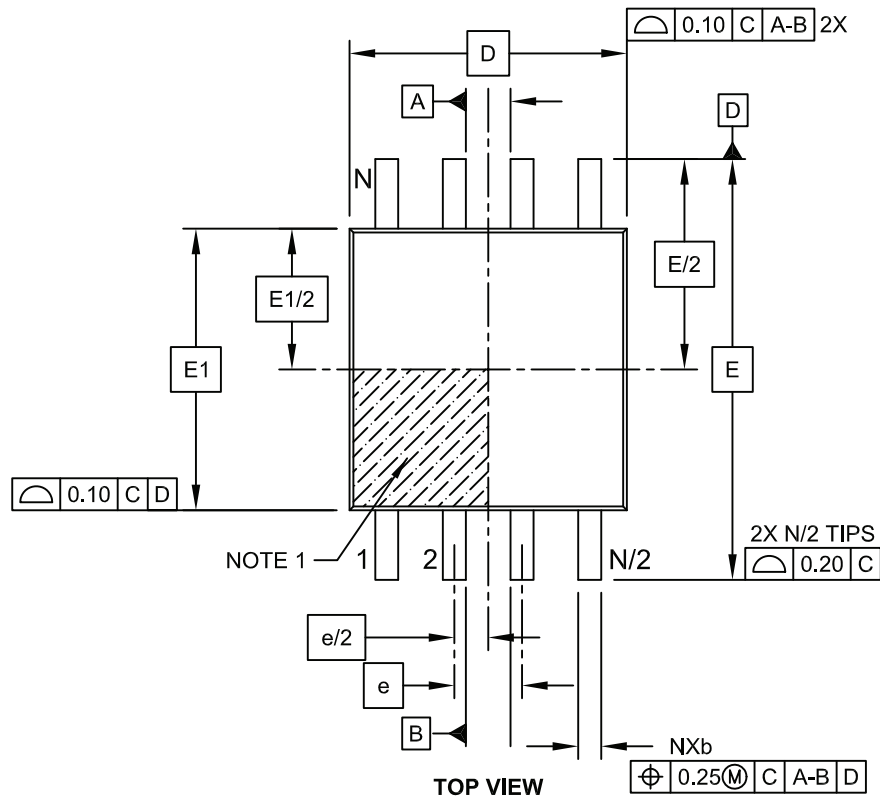 0.10 C A-B 2X
D
A
D
N
E/2
E1/2
E1
E
0.10 C D
NOTE 1
1
2
N/2
2X N/2 TIPS
0.20 C
e/2
e
B
NXb
0.25Ⓜ C A-B D
TOP VIEW